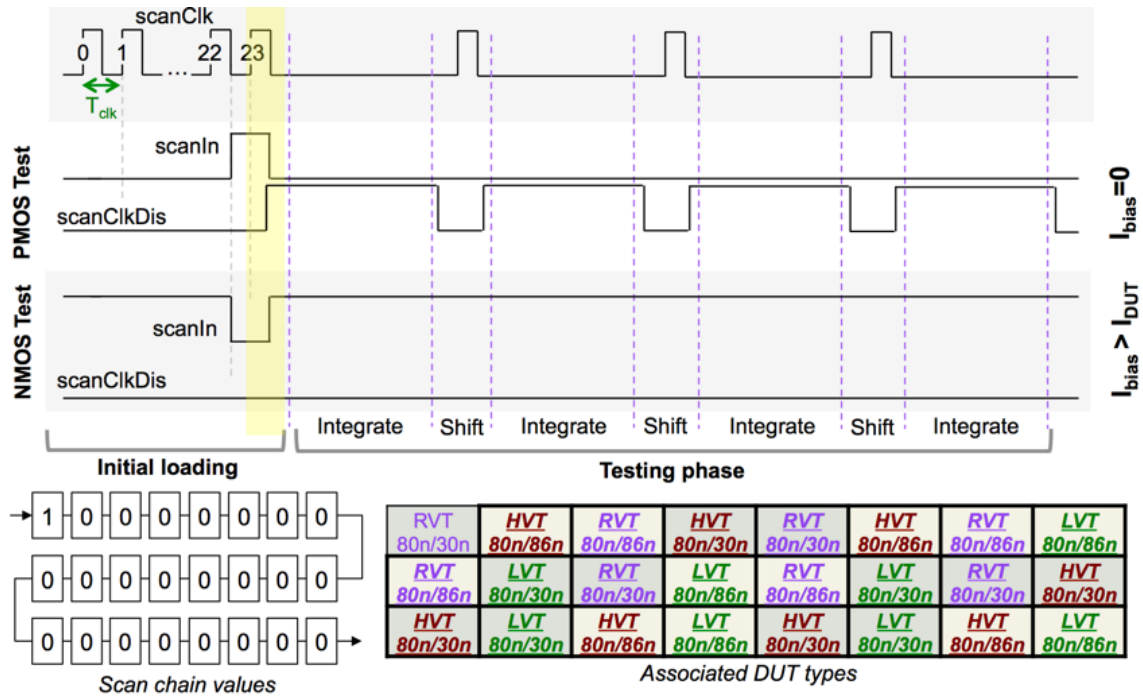 scanClk
0 1 22 23
...
T_clk
scanIn
scanClkDis
PMOS Test
I_bias=0
scanIn
scanClkDis
NMOS Test
I_bias > I_DUT
Integrate Shift Integrate Shift Integrate Shift Integrate
Initial loading
Testing phase
1 0 0 0 0 0 0 0
0 0 0 0 0 0 0 0
0 0 0 0 0 0 0 0
Scan chain values
RVT HVT RVT HVT RVT HVT RVT LVT
80n/30n 80n/86n 80n/86n 80n/30n 80n/30n 80n/86n 80n/86n 80n/86n
RVT LVT RVT LVT RVT LVT RVT HVT
80n/86n 80n/30n 80n/30n 80n/86n 80n/86n 80n/30n 80n/30n 80n/30n
HVT LVT HVT LVT HVT LVT HVT LVT
80n/30n 80n/30n 80n/86n 80n/86n 80n/30n 80n/30n 80n/86n 80n/86n
Associated DUT types